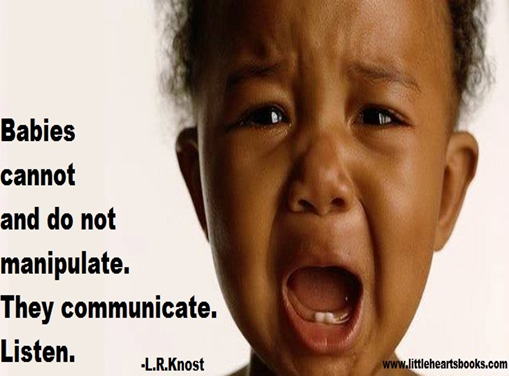 Babies
cannot
and do not
manipulate.
They communicate.
Listen.
-L.R.Knost
www.littleheartsbooks.com